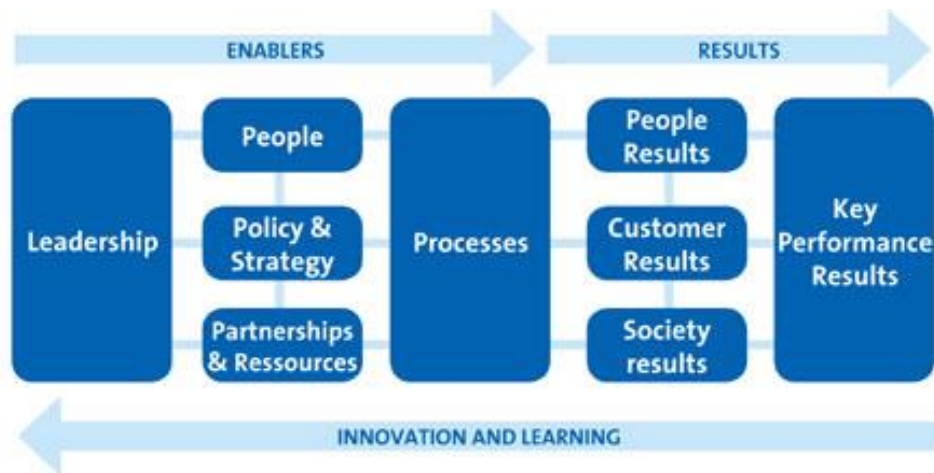 ENABLERS
RESULTS
Leadership
People
Policy &
Strategy
Partnerships
& Ressources
Processes
People
Results
Customer
Results
Society
results
Key
Performance
Results
INNOVATION AND LEARNING